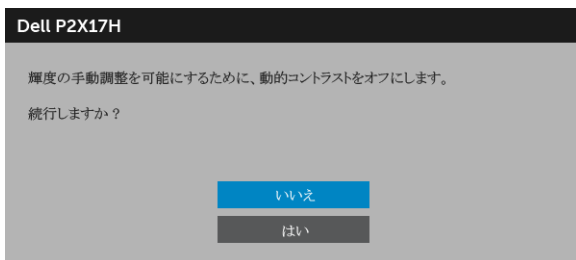 Dell P2X17H
輝度の手動調整を可能にするために、動的コントラストをオフにします。
続行しますか？
いいえ
はい